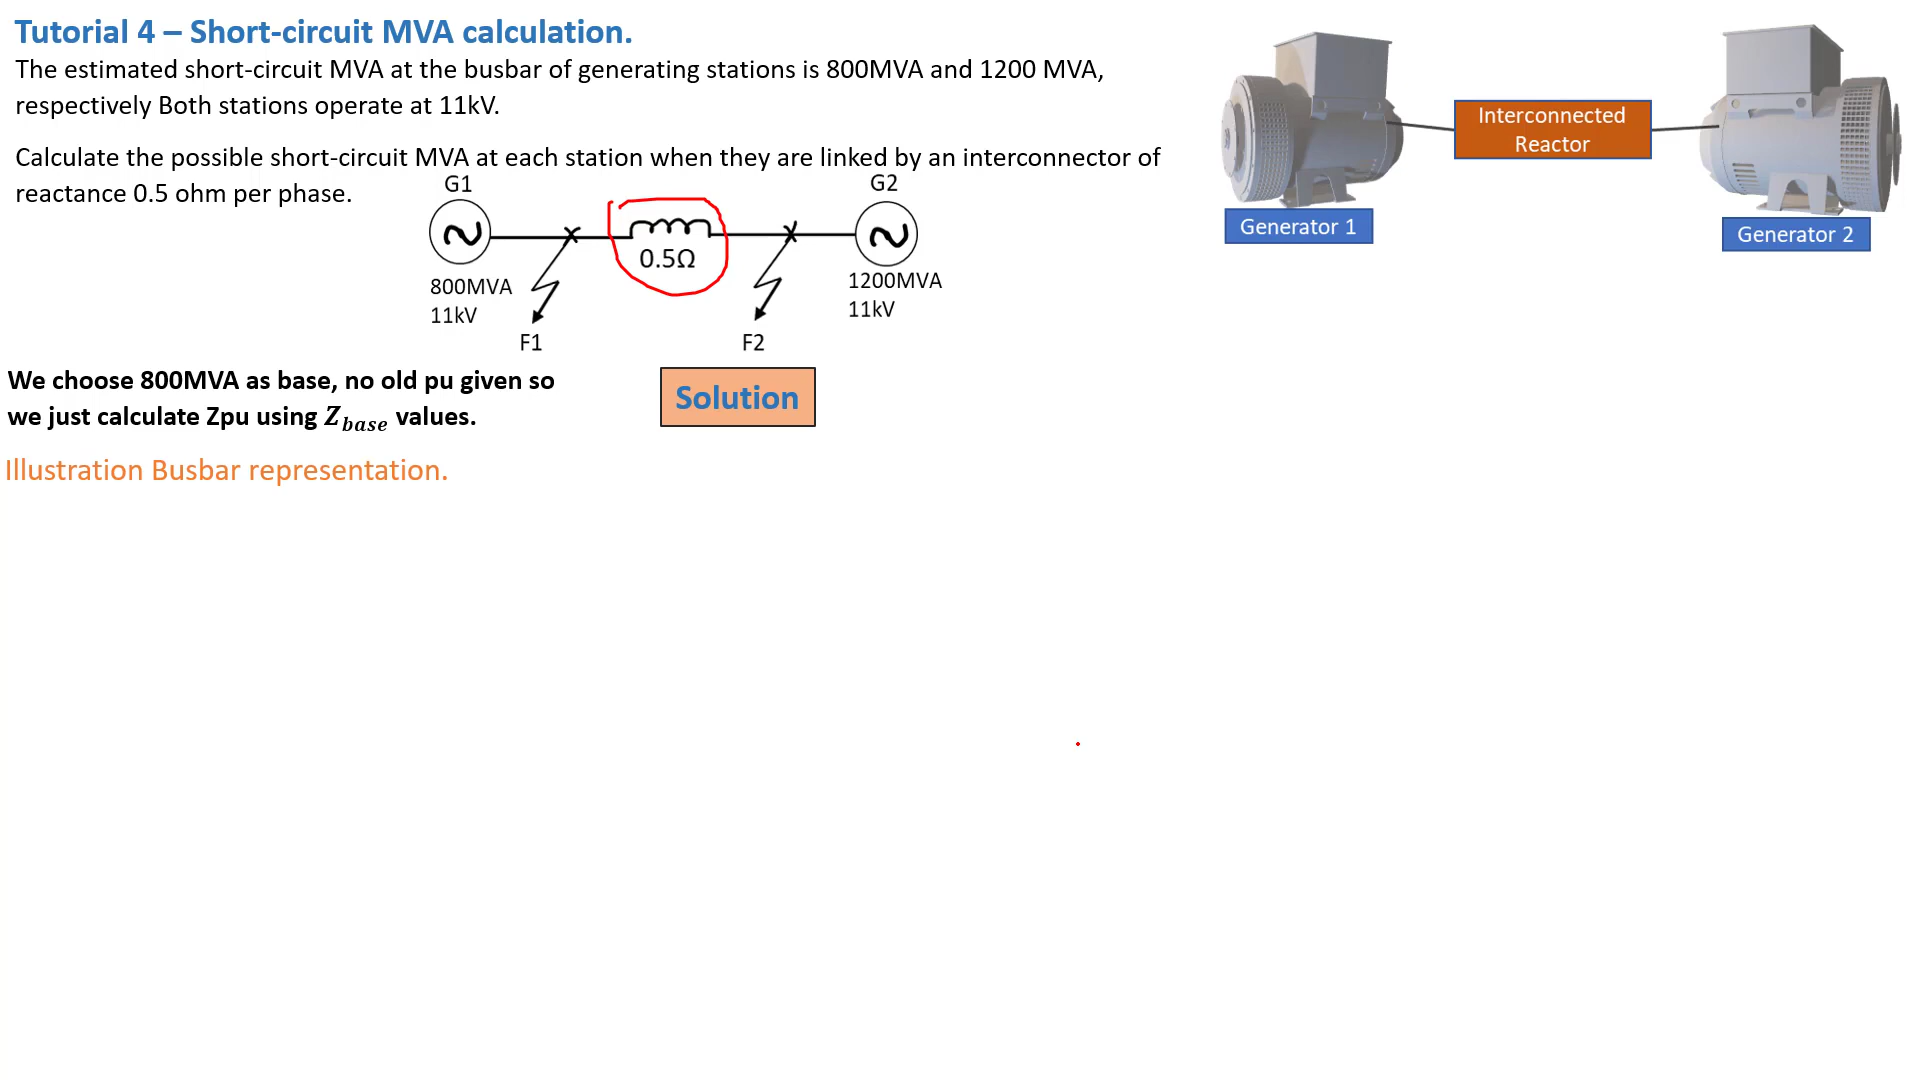 Tutorial 4 – Short-circuit MVA calculation.
The estimated short-circuit MVA at the busbar of generating stations is 800MVA and 1200 MVA,
respectively Both stations operate at 11kV.
Calculate the possible short-circuit MVA at each station when they are linked by an interconnector of
reactance 0.5 ohm per phase.
G1
G2
0.5Ω
800MVA
11kV
1200MVA
11kV
F1
F2
Interconnected
Reactor
Generator 1
Generator 2
We choose 800MVA as base, no old pu given so
we just calculate Zpu using Z_base values.
Solution
Illustration Busbar representation.